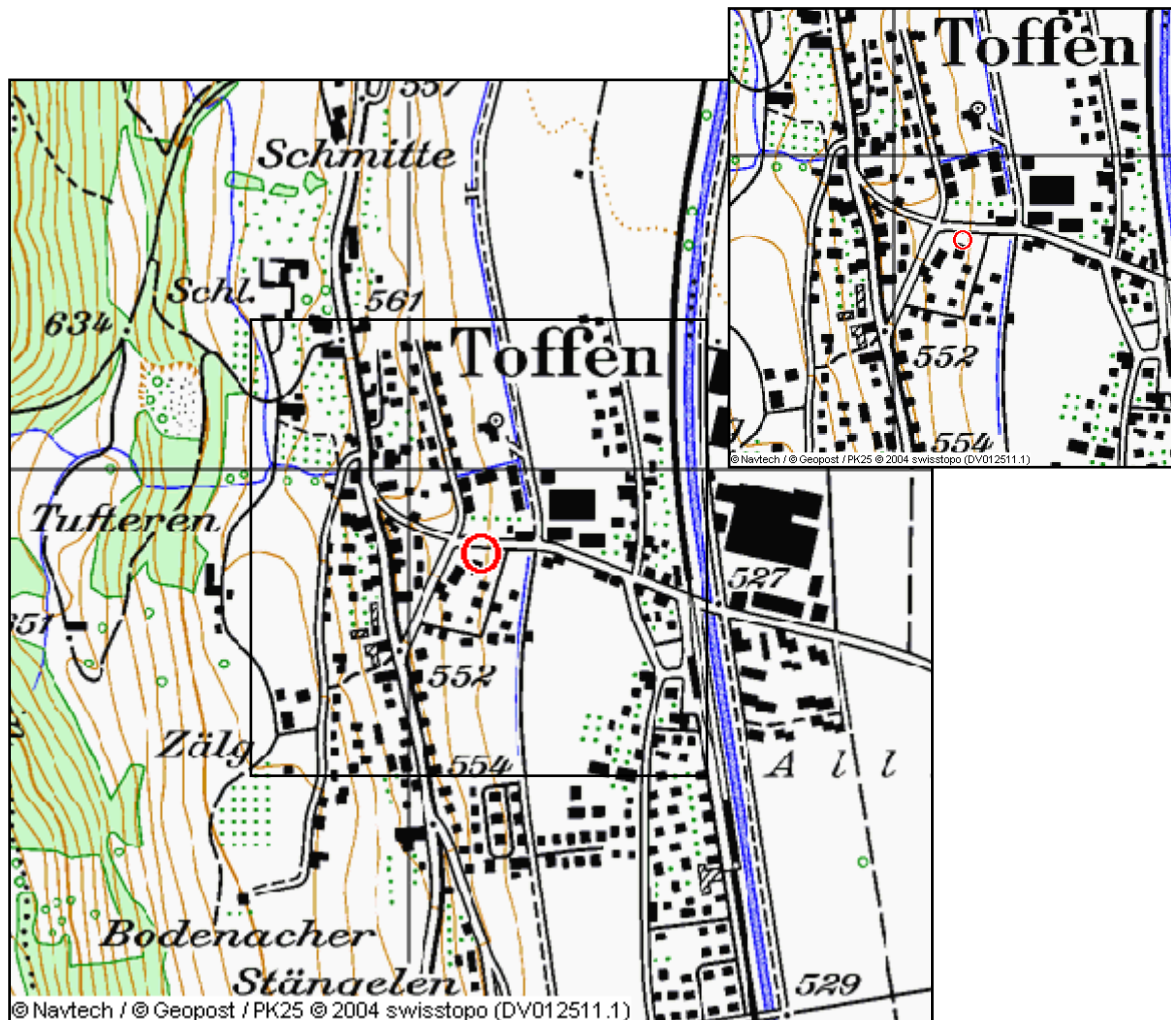 Toffen
552
554
© Navtech / © Geopost / PK25 © 2004 swisstopo (DV012511.1)
557
Schmitte
Schl.
561
634
Toffen
Tufteren
527
651
552
Zälg
554
A l l
Bodenacher
Stängelen
529
© Navtech / © Geopost / PK25 © 2004 swisstopo (DV012511.1)